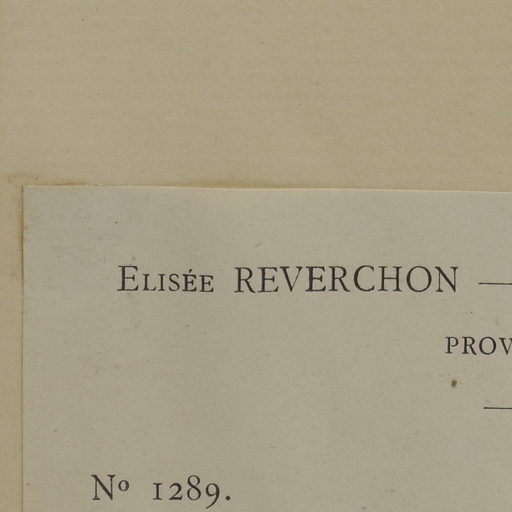 Elisée REVERCHON —
PROV
Nº 1289.